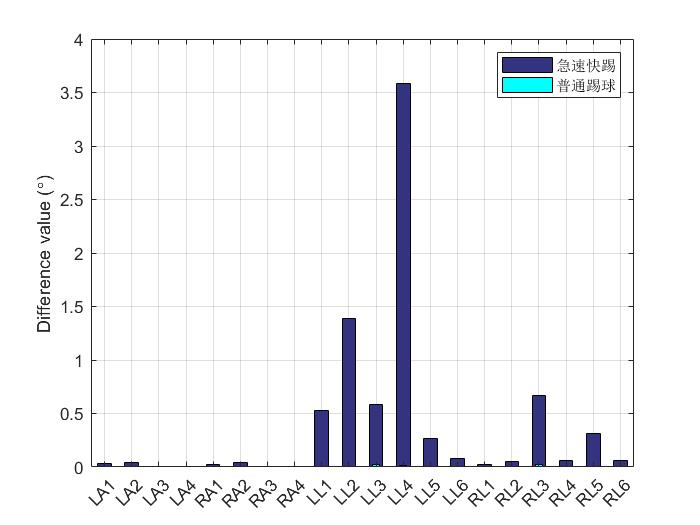 急速快踢
普通踢球
Difference value (°)
4
3.5
3
2.5
2
1.5
1
0.5
0
LA1
LA2
LA3
LA4
RA1
RA2
RA3
RA4
LL1
LL2
LL3
LL4
LL5
LL6
RL1
RL2
RL3
RL4
RL5
RL6